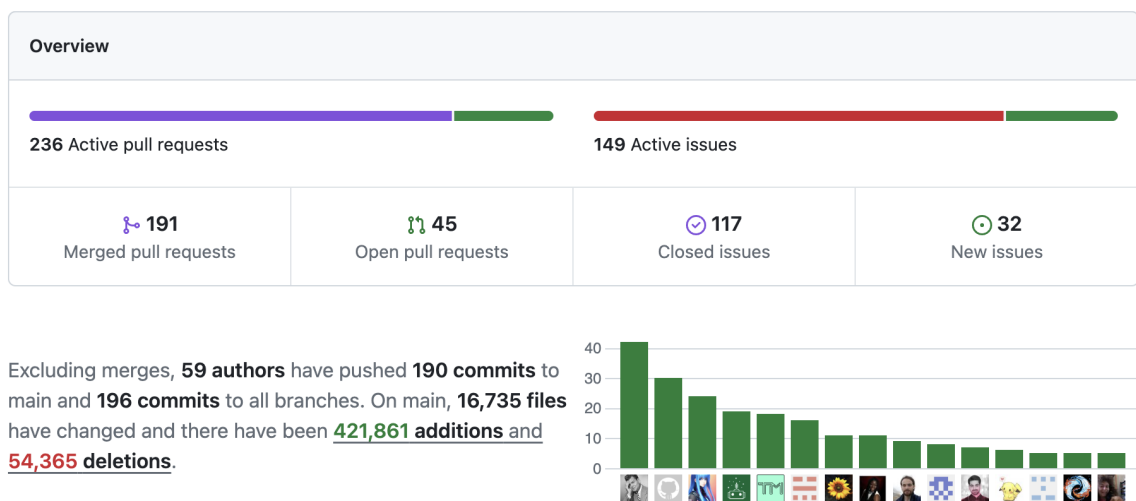 Overview
236 Active pull requests
149 Active issues
191
Merged pull requests
45
Open pull requests
117
Closed issues
32
New issues
Excluding merges, 59 authors have pushed 190 commits to
main and 196 commits to all branches. On main, 16,735 files
have changed and there have been 421,861 additions and
54,365 deletions.
40
30
20
10
0
TM